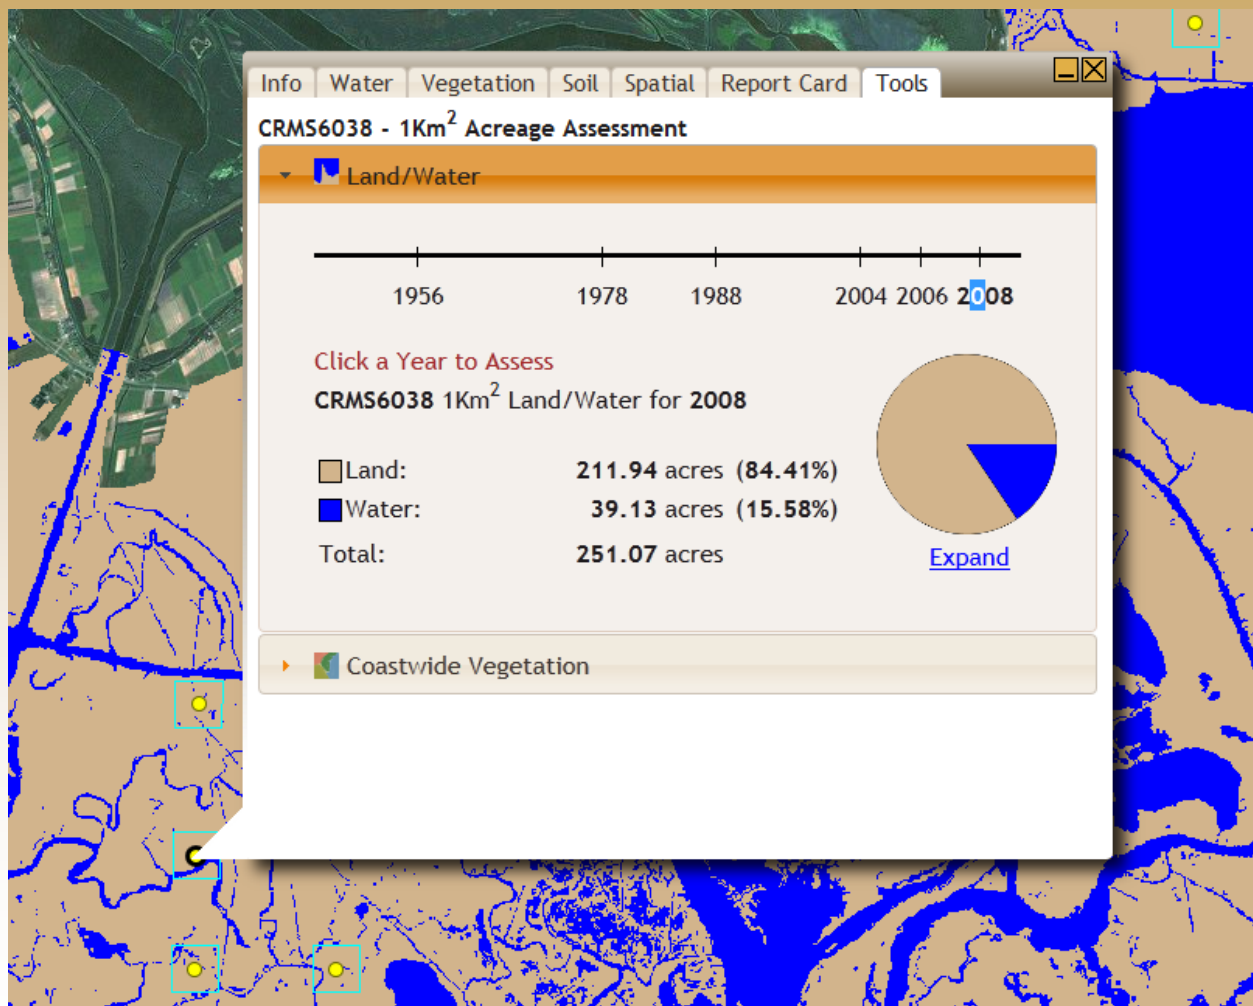 Info Water Vegetation Soil Spatial Report Card Tools
CRMS6038 - 1Km² Acreage Assessment
Land/Water
1956 1978 1988 2004 2006 2008
Click a Year to Assess
CRMS6038 1Km² Land/Water for 2008
Land: 211.94 acres (84.41%)
Water: 39.13 acres (15.58%)
Total: 251.07 acres
Expand
Coastwide Vegetation